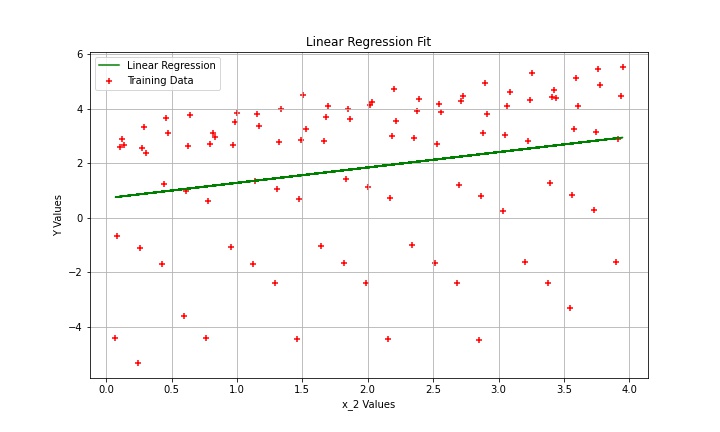 Linear Regression Fit
Linear Regression
Training Data
Y Values
6
4
2
0
−2
−4
0.0 0.5 1.0 1.5 2.0 2.5 3.0 3.5 4.0
x_2 Values